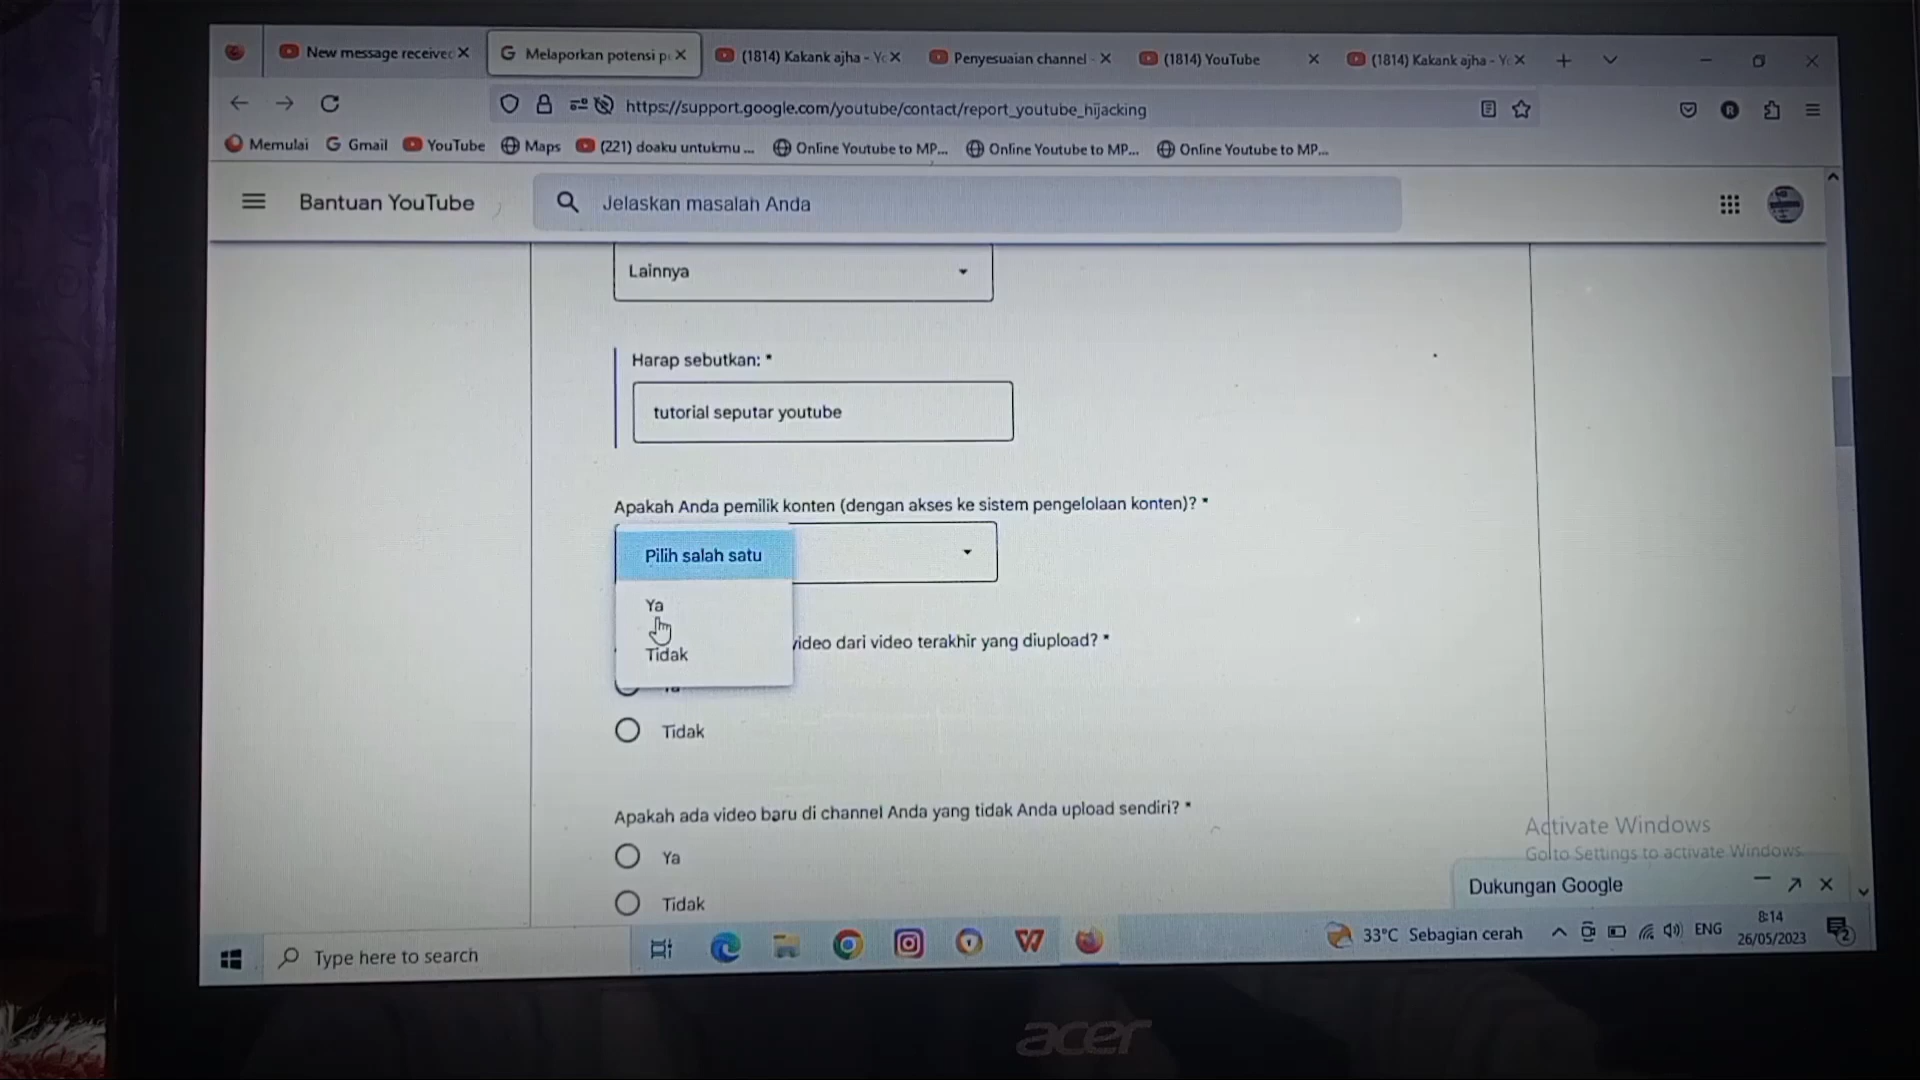 New message received
Melaporkan potensi p
(1814) Kakank ajha - Yo
Penyesuaian channel -
(1814) YouTube
(1814) Kakank ajha - Yo
https://support.google.com/youtube/contact/report_youtube_hijacking
Memulai
Gmail
YouTube
Maps
(221) doaku untukmu ...
Online Youtube to MP...
Online Youtube to MP...
Online Youtube to MP...
Bantuan YouTube
Jelaskan masalah Anda
Lainnya
Harap sebutkan: *
tutorial seputar youtube
Apakah Anda pemilik konten (dengan akses ke sistem pengelolaan konten)? *
Pilih salah satu
Ya
video dari video terakhir yang diupload? *
Tidak
Ya
Tidak
Apakah ada video baru di channel Anda yang tidak Anda upload sendiri? *
Ya
Tidak
Activate Windows
Go to Settings to activate Windows.
Dukungan Google
Type here to search
33°C Sebagian cerah
ENG
8:14
26/05/2023
2
acer